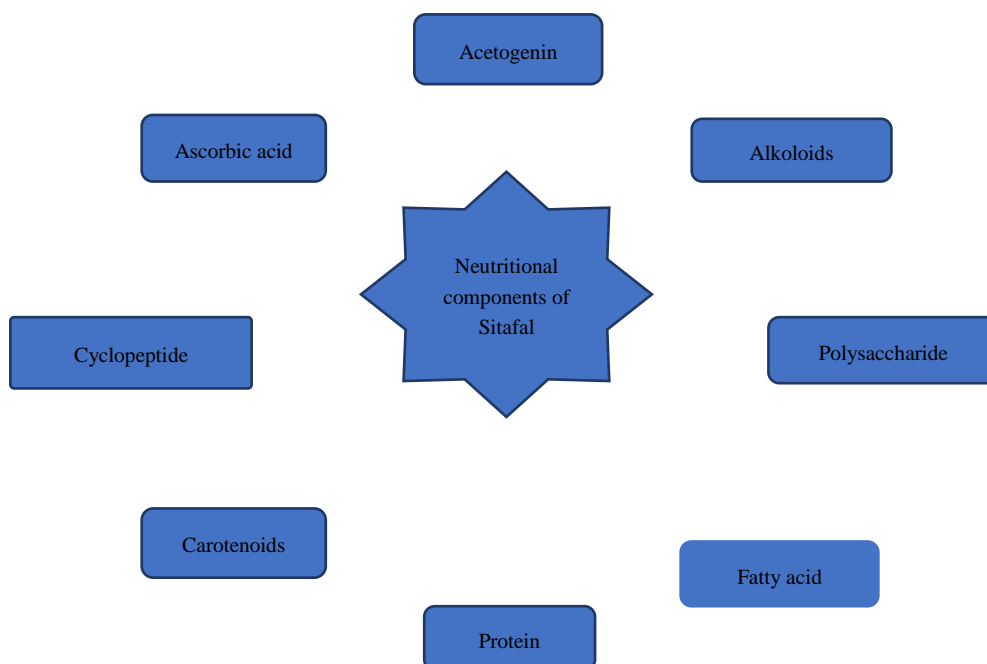 Acetogenin
Ascorbic acid
Alkoloids
Neutritional
components of
Sitafal
Cyclopeptide
Polysaccharide
Carotenoids
Fatty acid
Protein